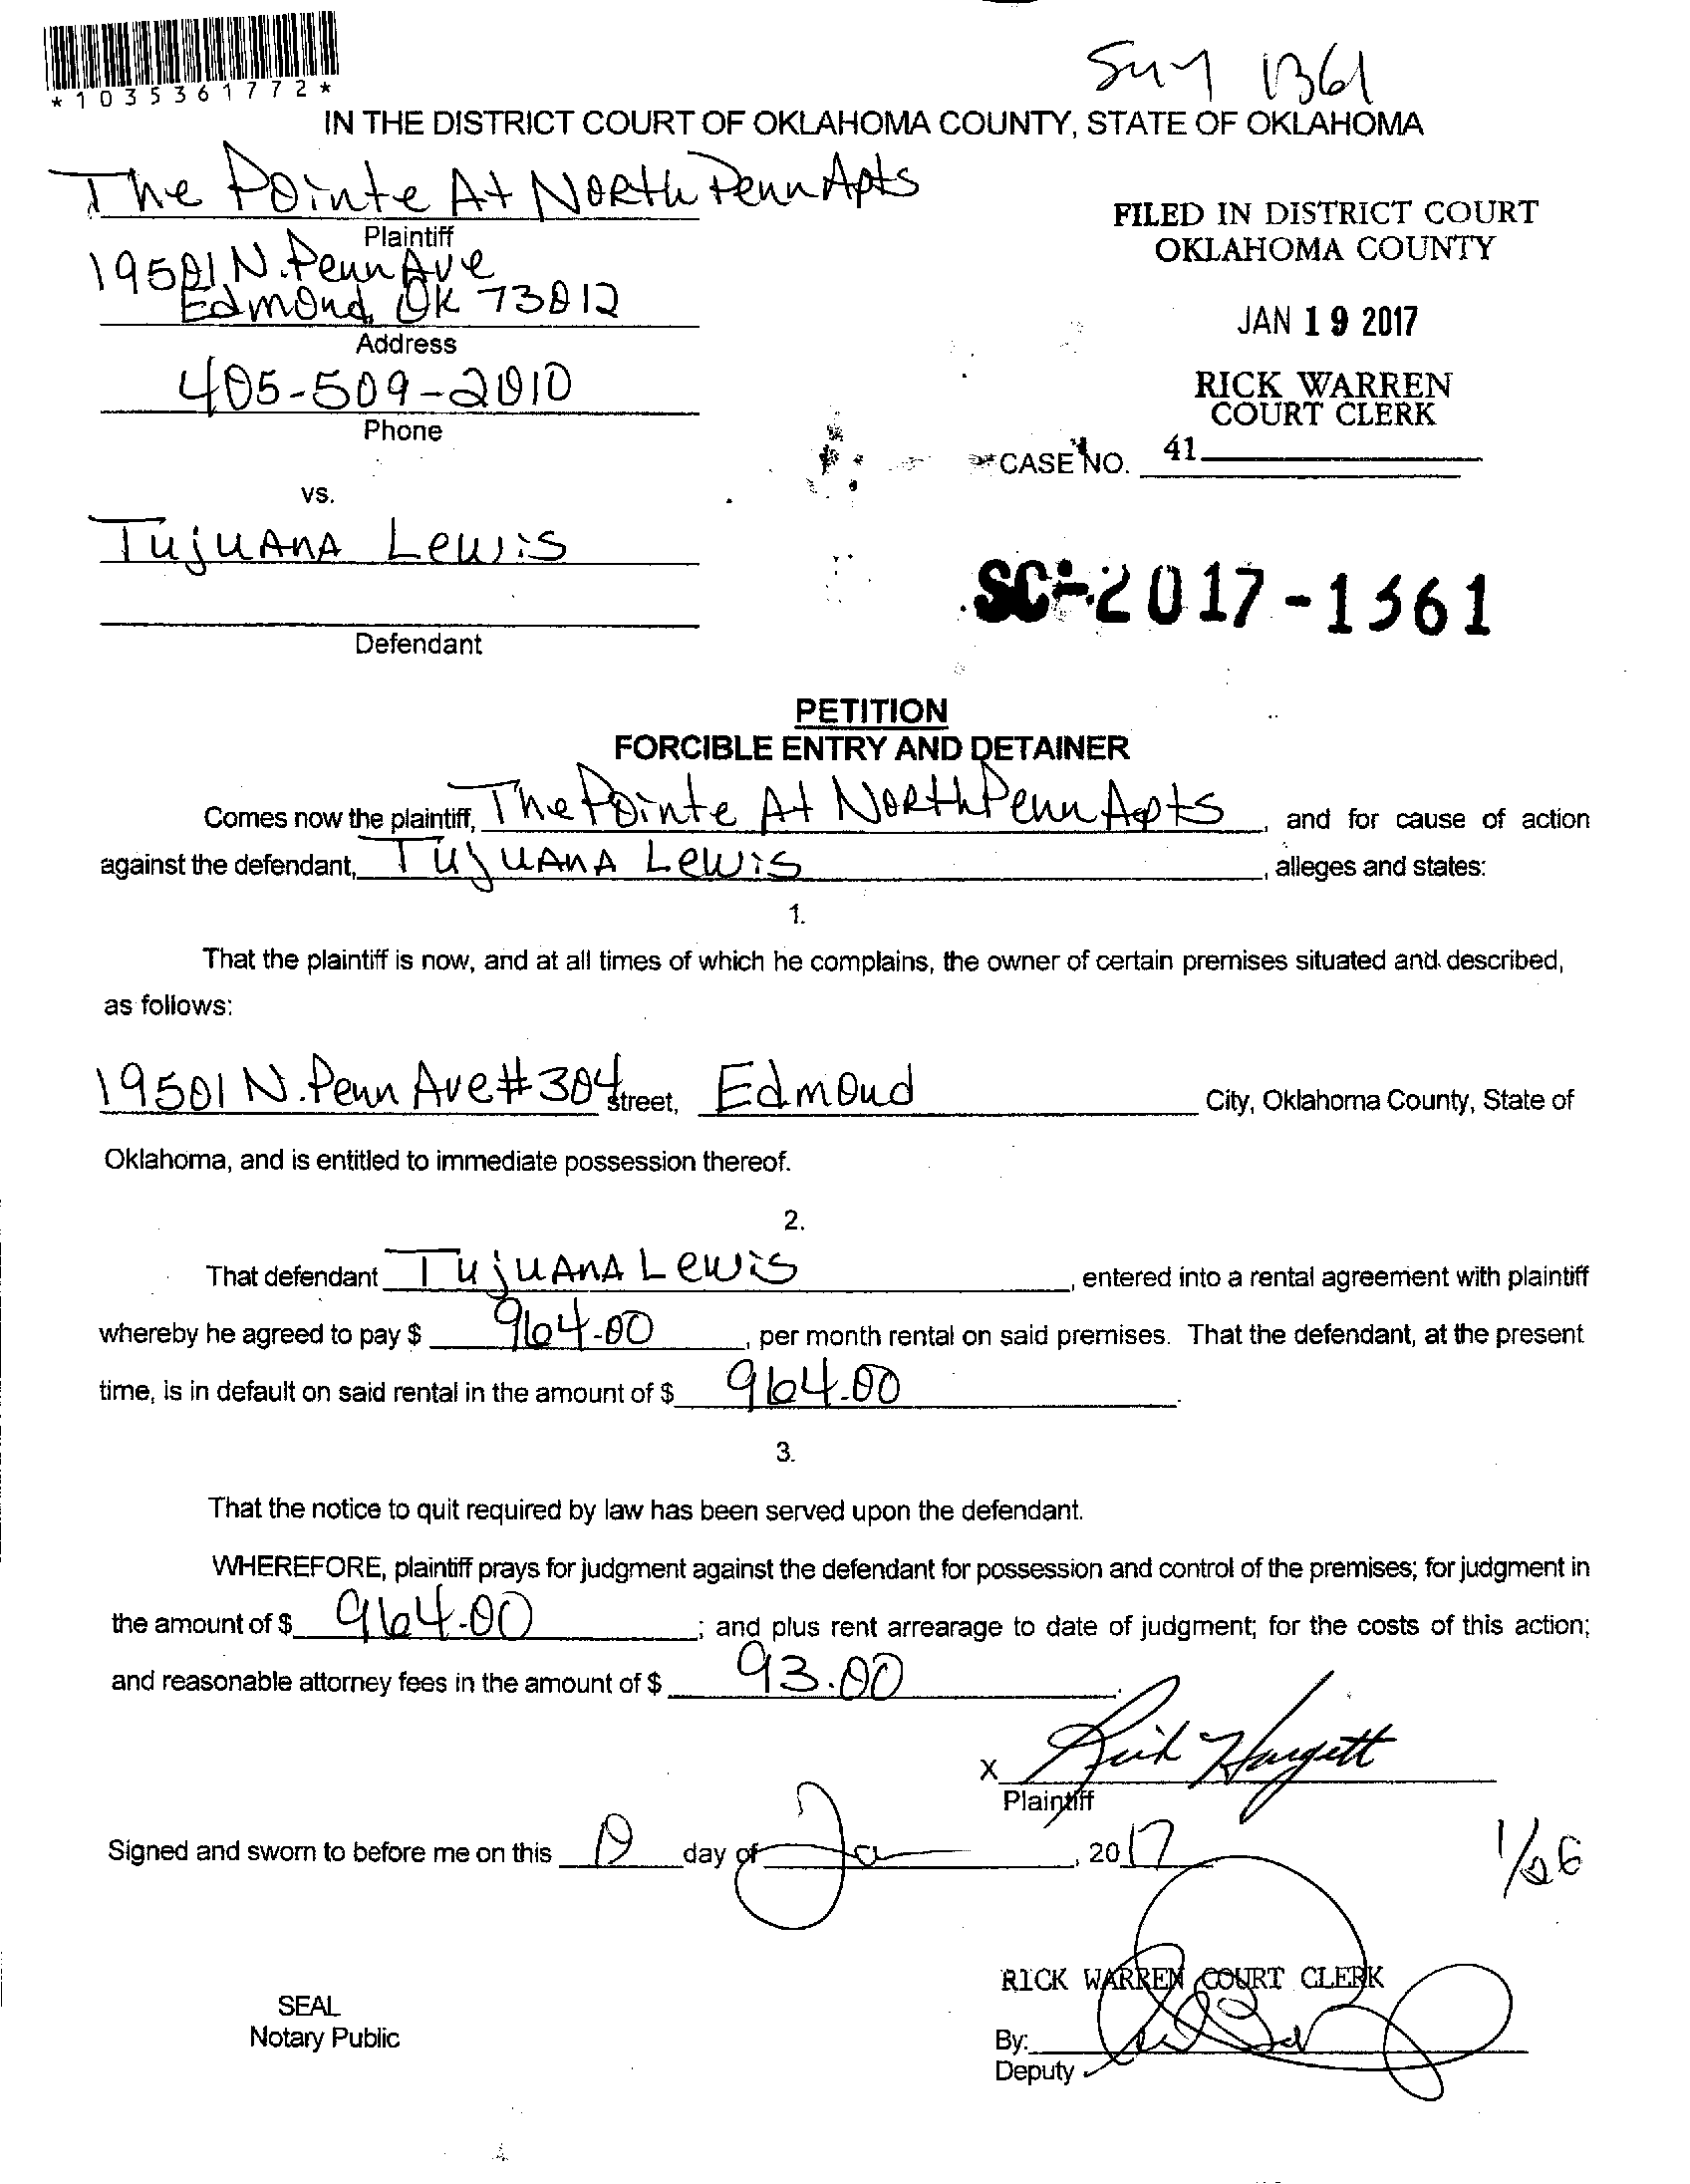 *1035361772*
1361
IN THE DISTRICT COURT OF OKLAHOMA COUNTY, STATE OF OKLAHOMA
The Pointe At North Penn Apts
Plaintiff
19501 N. Penn Ave
Edmond, OK 73012
Address
405-509-2010
Phone
FILED IN DISTRICT COURT
OKLAHOMA COUNTY
JAN 19 2017
RICK WARREN
COURT CLERK
41
CASE NO.
vs.
Tujuana Lewis
Defendant
SC-2017-1361
PETITION
FORCIBLE ENTRY AND DETAINER
Comes now the plaintiff, The Pointe At North Penn Apts, and for cause of action
against the defendant, Tujuana Lewis, alleges and states:
1.
That the plaintiff is now, and at all times of which he complains, the owner of certain premises situated and described,
as follows:
19501 N. Penn Ave #304 street, Edmond City, Oklahoma County, State of
Oklahoma, and is entitled to immediate possession thereof.
2.
That defendant Tujuana Lewis, entered into a rental agreement with plaintiff
whereby he agreed to pay $ 964.00, per month rental on said premises. That the defendant, at the present
time, is in default on said rental in the amount of $ 964.00.
3.
That the notice to quit required by law has been served upon the defendant.
WHEREFORE, plaintiff prays for judgment against the defendant for possession and control of the premises; for judgment in
the amount of $ 964.00; and plus rent arrearage to date of judgment; for the costs of this action;
and reasonable attorney fees in the amount of $ 93.00.
X Hargett
Plaintiff
Signed and sworn to before me on this 19 day of Ja, 2017
1/26
RICK WARREN COURT CLERK
SEAL
Notary Public
By:
Deputy